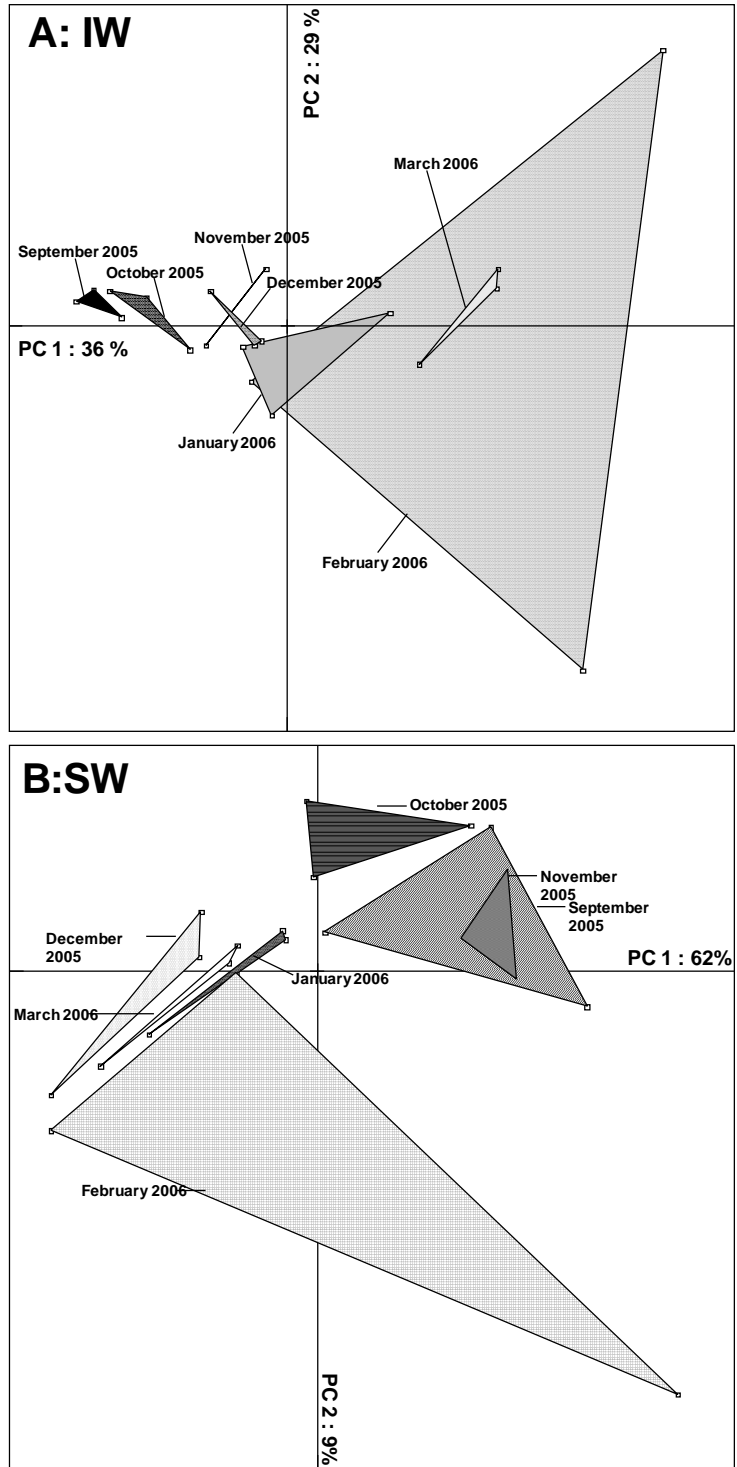 A: IW
PC 2 : 29 %
March 2006
November 2005
September 2005
October 2005
December 2005
PC 1 : 36 %
January 2006
February 2006
B:SW
October 2005
November
2005
September
2005
December
2005
PC 1 : 62%
January 2006
March 2006
February 2006
PC 2 : 9%